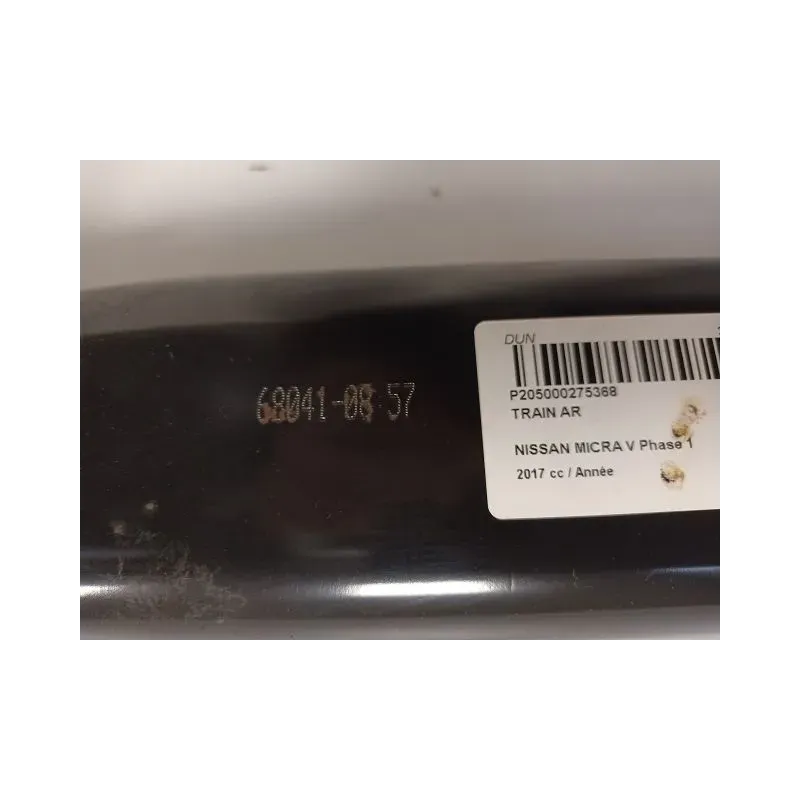 68041-08 57
DUN
P205000275368
TRAIN AR
NISSAN MICRA V Phase 1
2017 cc / Année